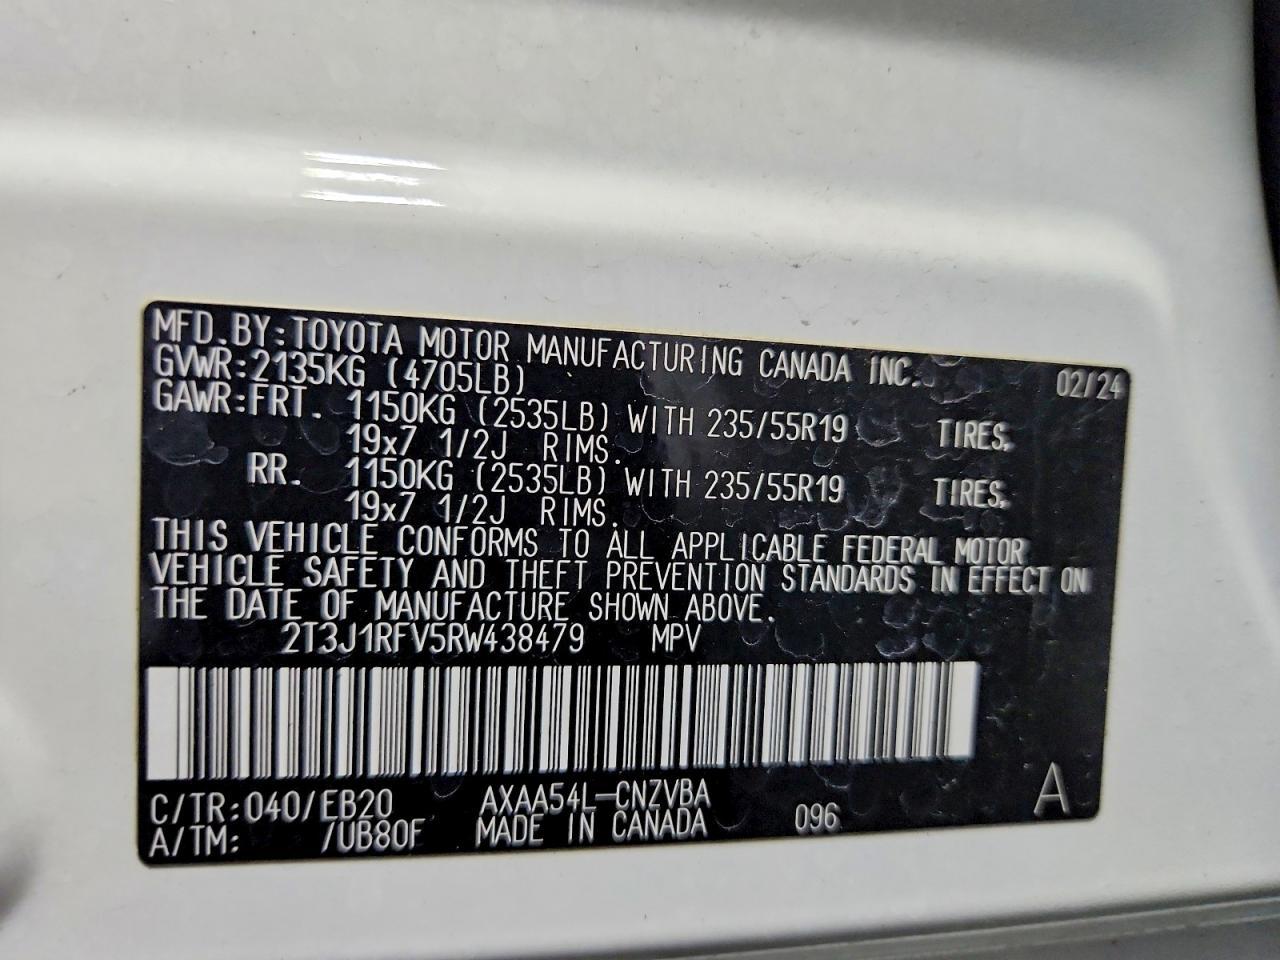 MFD.BY:TOYOTA MOTOR MANUFACTURING CANADA INC. 02/24
GVWR:2135KG (4705LB)
GAWR:FRT. 1150KG (2535LB) WITH 235/55R19 TIRES,
19x7 1/2J RIMS.
RR. 1150KG (2535LB) WITH 235/55R19 TIRES,
19x7 1/2J RIMS.
THIS VEHICLE CONFORMS TO ALL APPLICABLE FEDERAL MOTOR
VEHICLE SAFETY AND THEFT PREVENTION STANDARDS IN EFFECT ON
THE DATE OF MANUFACTURE SHOWN ABOVE.
2T3J1RFV5RW438479 MPV
C/TR:040/EB20 AXAA54L-CNZVBA 096 A
A/TM: /UB80F MADE IN CANADA